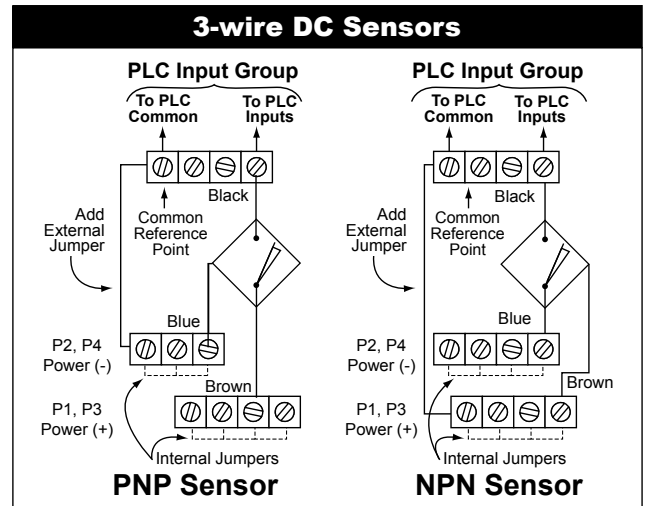 3-wire DC Sensors
PLC Input Group
To PLC
Common
To PLC
Inputs
Black
Add
External
Jumper
Common
Reference
Point
Blue
P2, P4
Power (-)
Brown
P1, P3
Power (+)
Internal Jumpers
PNP Sensor
PLC Input Group
To PLC
Common
To PLC
Inputs
Black
Add
External
Jumper
Common
Reference
Point
Blue
P2, P4
Power (-)
Brown
P1, P3
Power (+)
Internal Jumpers
NPN Sensor